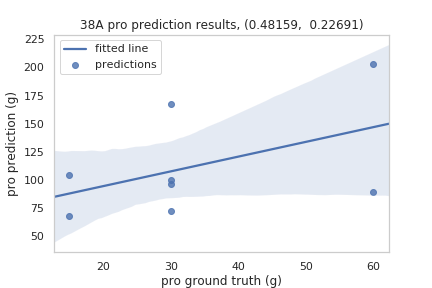 38A pro prediction results, (0.48159,  0.22691)
fitted line
predictions
225
200
175
150
125
100
75
50
pro prediction (g)
20 30 40 50 60
pro ground truth (g)